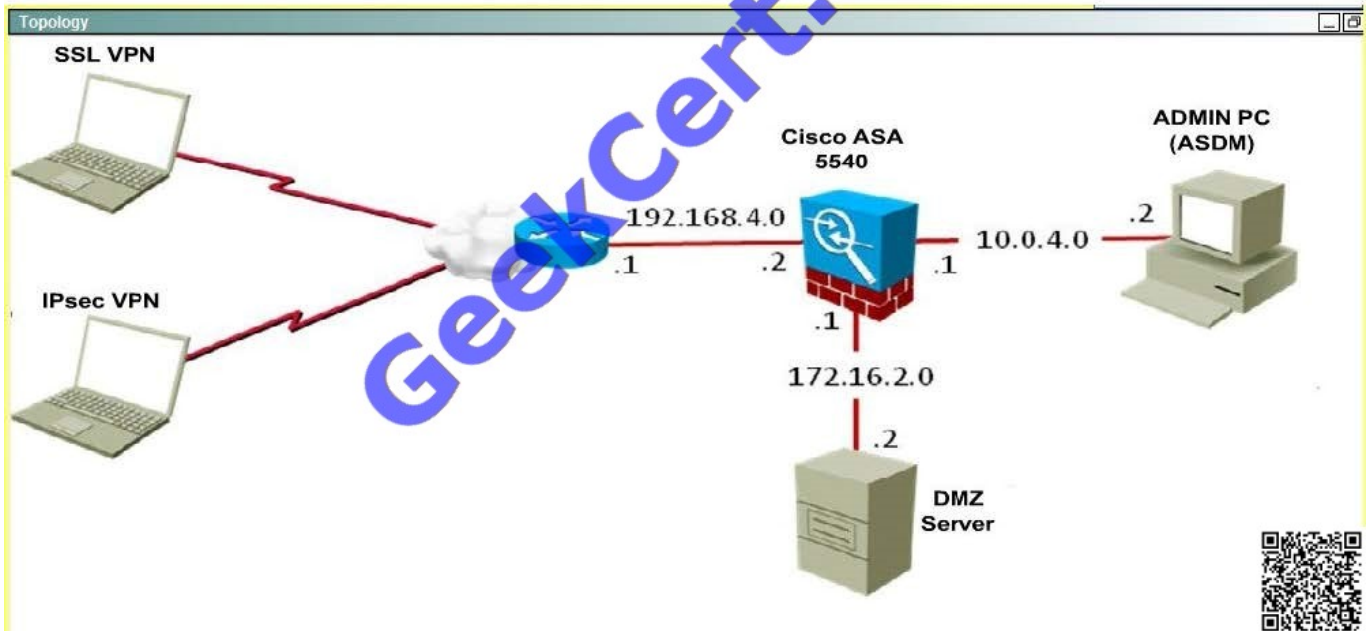 Topology
SSL VPN
IPsec VPN
192.168.4.0
.1
.2
Cisco ASA
5540
.1
10.0.4.0
.2
ADMIN PC
(ASDM)
.1
172.16.2.0
.2
DMZ
Server
GeekCert.